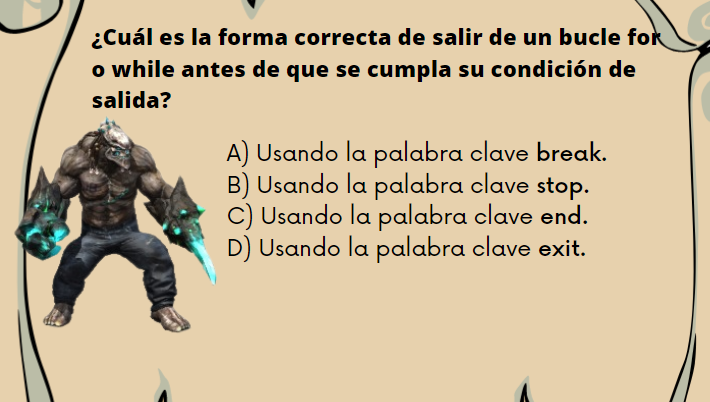 ¿Cuál es la forma correcta de salir de un bucle for
o while antes de que se cumpla su condición de
salida?
A) Usando la palabra clave break.
B) Usando la palabra clave stop.
C) Usando la palabra clave end.
D) Usando la palabra clave exit.